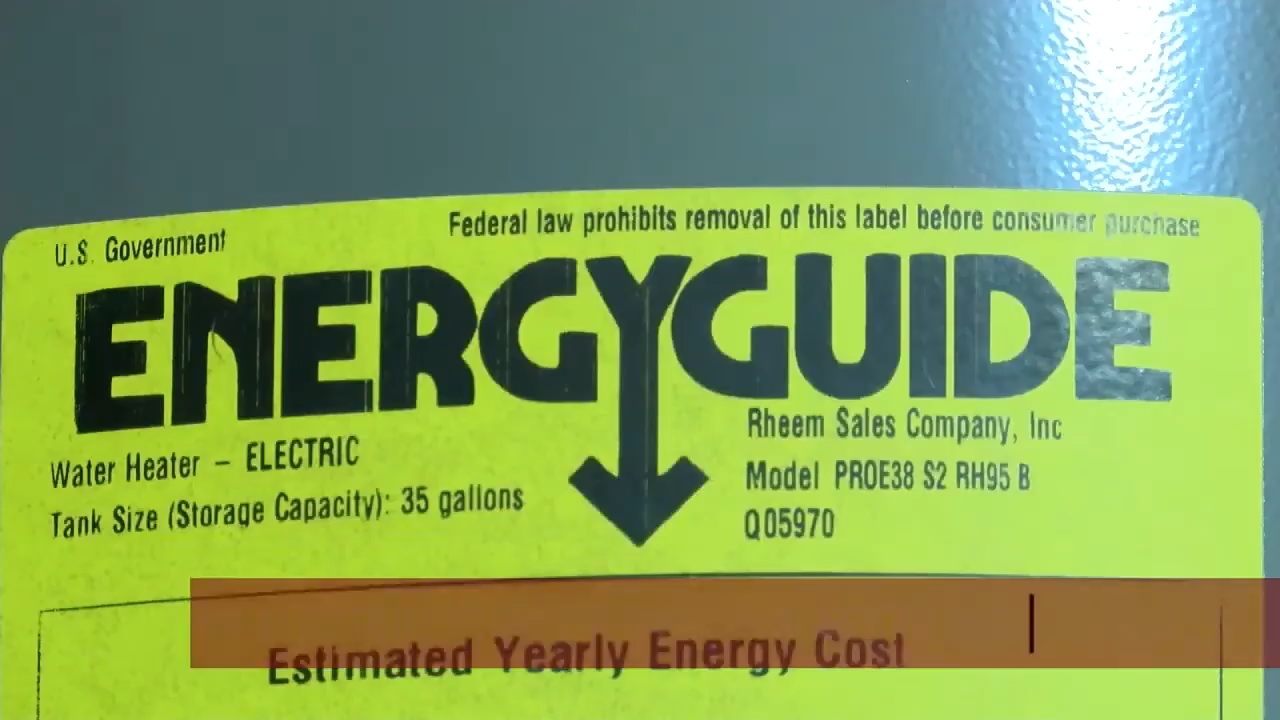 U.S. Government
Federal law prohibits removal of this label before consumer purchase
ENERGYGUIDE
Water Heater – ELECTRIC
Tank Size (Storage Capacity): 35 gallons
Rheem Sales Company, Inc
Model PROE38 S2 RH95 B
Q05970
Estimated Yearly Energy Cost